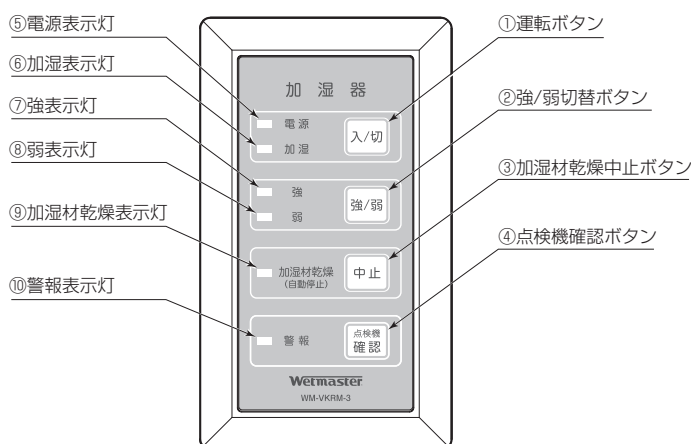 ⑤電源表示灯
⑥加湿表示灯
⑦強表示灯
⑧弱表示灯
⑨加湿材乾燥表示灯
⑩警報表示灯
加湿器
電源
加湿
入/切
強
弱
強/弱
加湿材乾燥
(自動停止)
中止
警報
点検機
確認
Wetmaster
WM-VKRM-3
①運転ボタン
②強/弱切替ボタン
③加湿材乾燥中止ボタン
④点検機確認ボタン